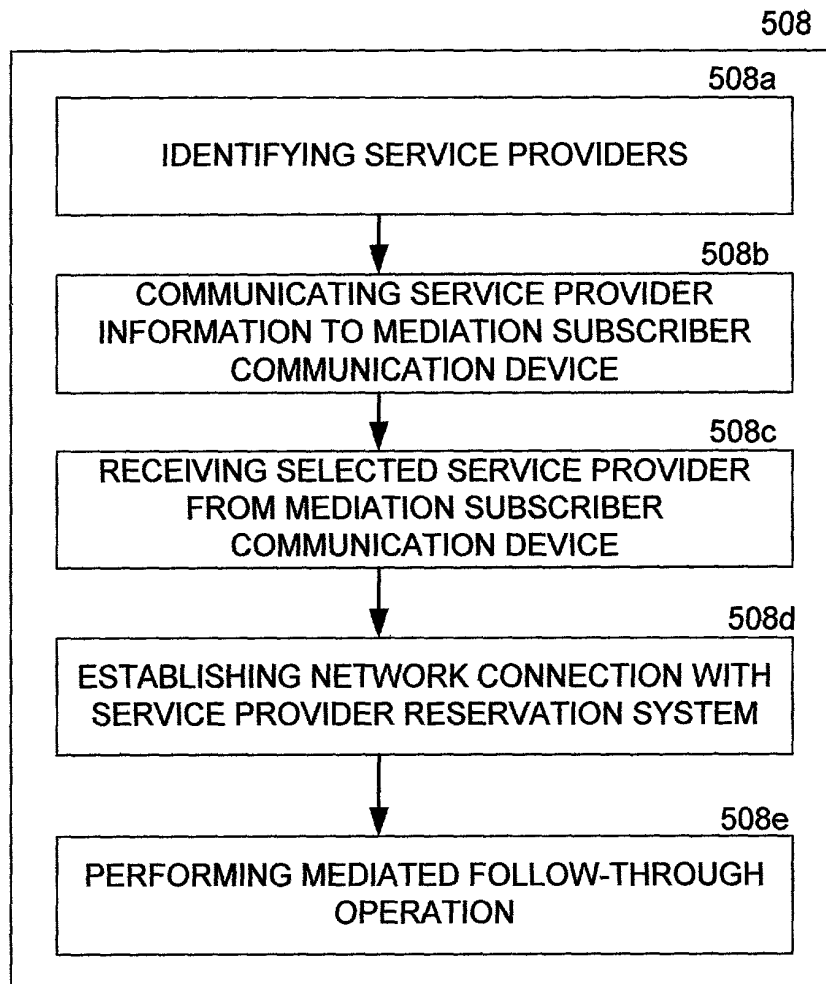 508
508a
IDENTIFYING SERVICE PROVIDERS
508b
COMMUNICATING SERVICE PROVIDER
INFORMATION TO MEDIATION SUBSCRIBER
COMMUNICATION DEVICE
508c
RECEIVING SELECTED SERVICE PROVIDER
FROM MEDIATION SUBSCRIBER
COMMUNICATION DEVICE
508d
ESTABLISHING NETWORK CONNECTION WITH
SERVICE PROVIDER RESERVATION SYSTEM
508e
PERFORMING MEDIATED FOLLOW-THROUGH
OPERATION